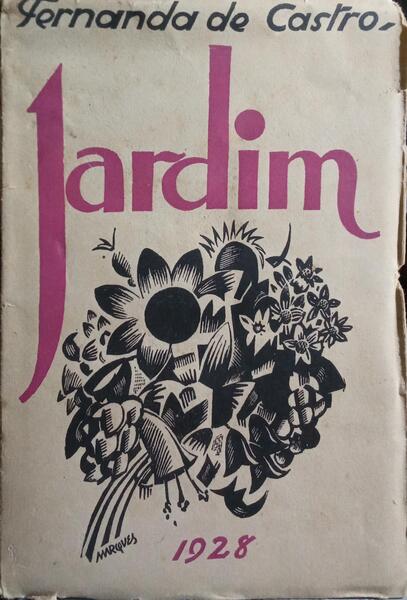 Fernanda de Castro,
Jardim
MARQUES
1928